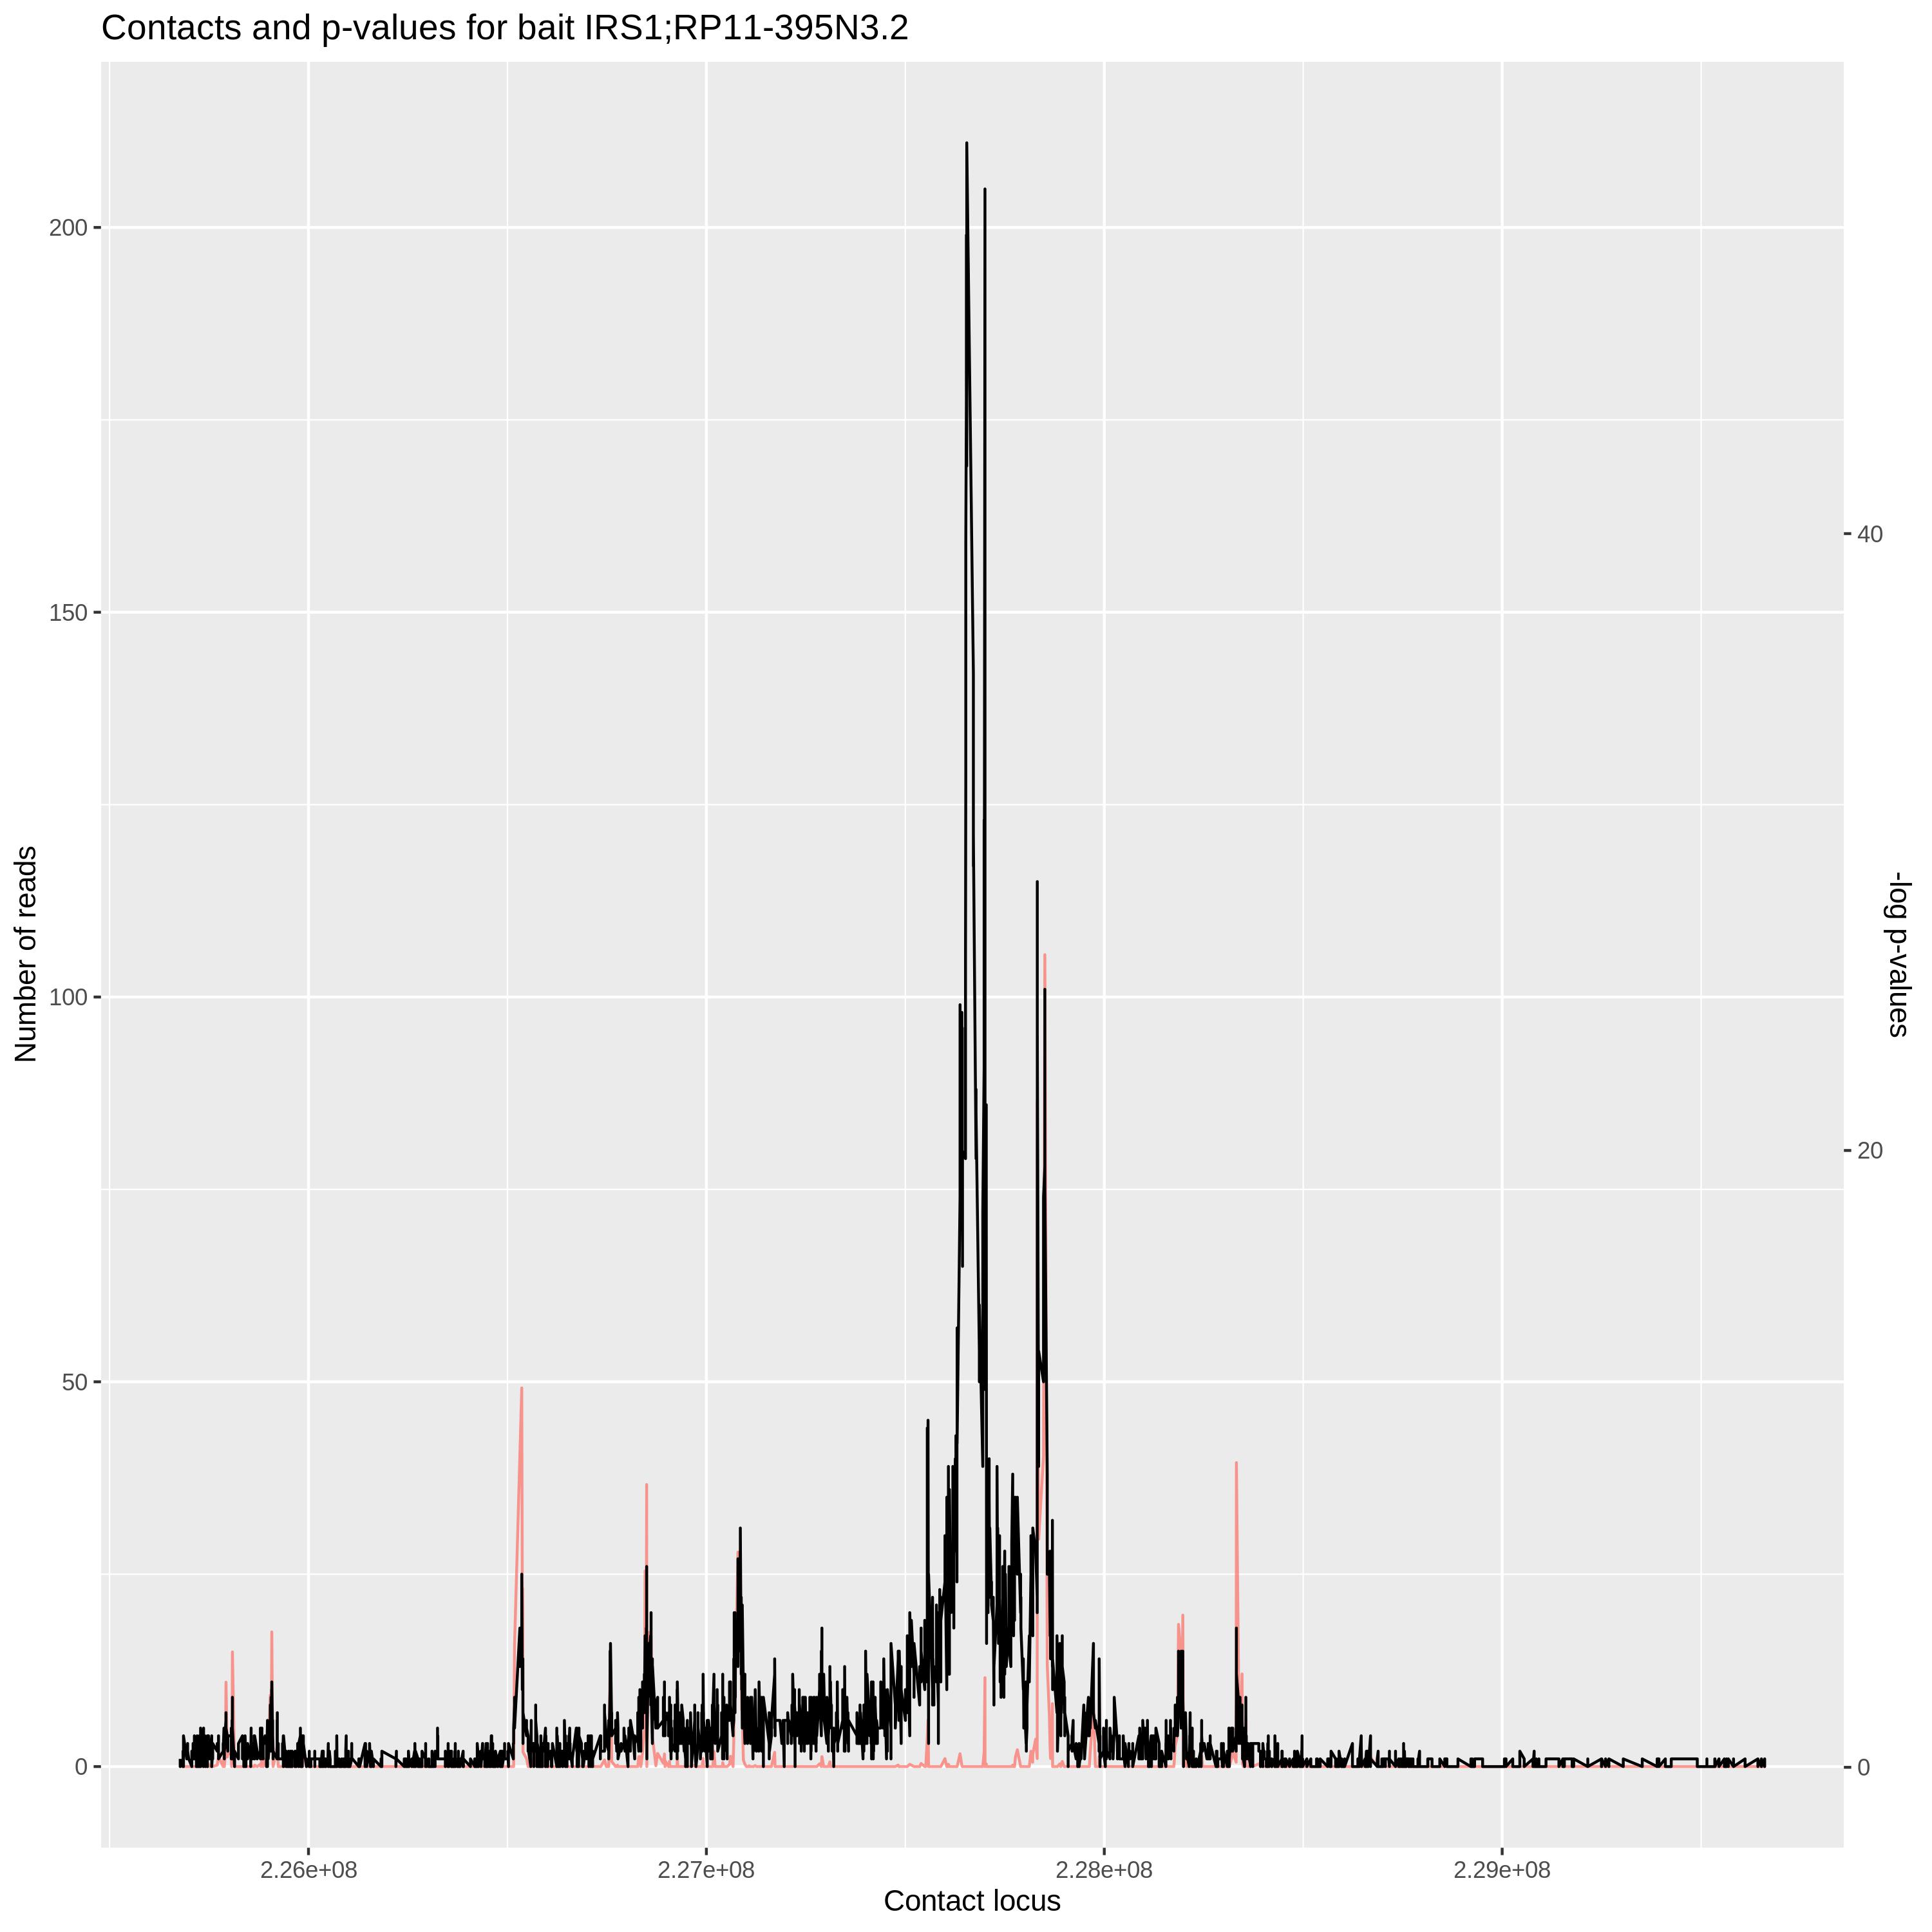 Contacts and p-values for bait IRS1;RP11-395N3.2
200
150
100
50
0
Number of reads
40
20
0
-log p-values
2.26e+08
2.27e+08
2.28e+08
2.29e+08
Contact locus